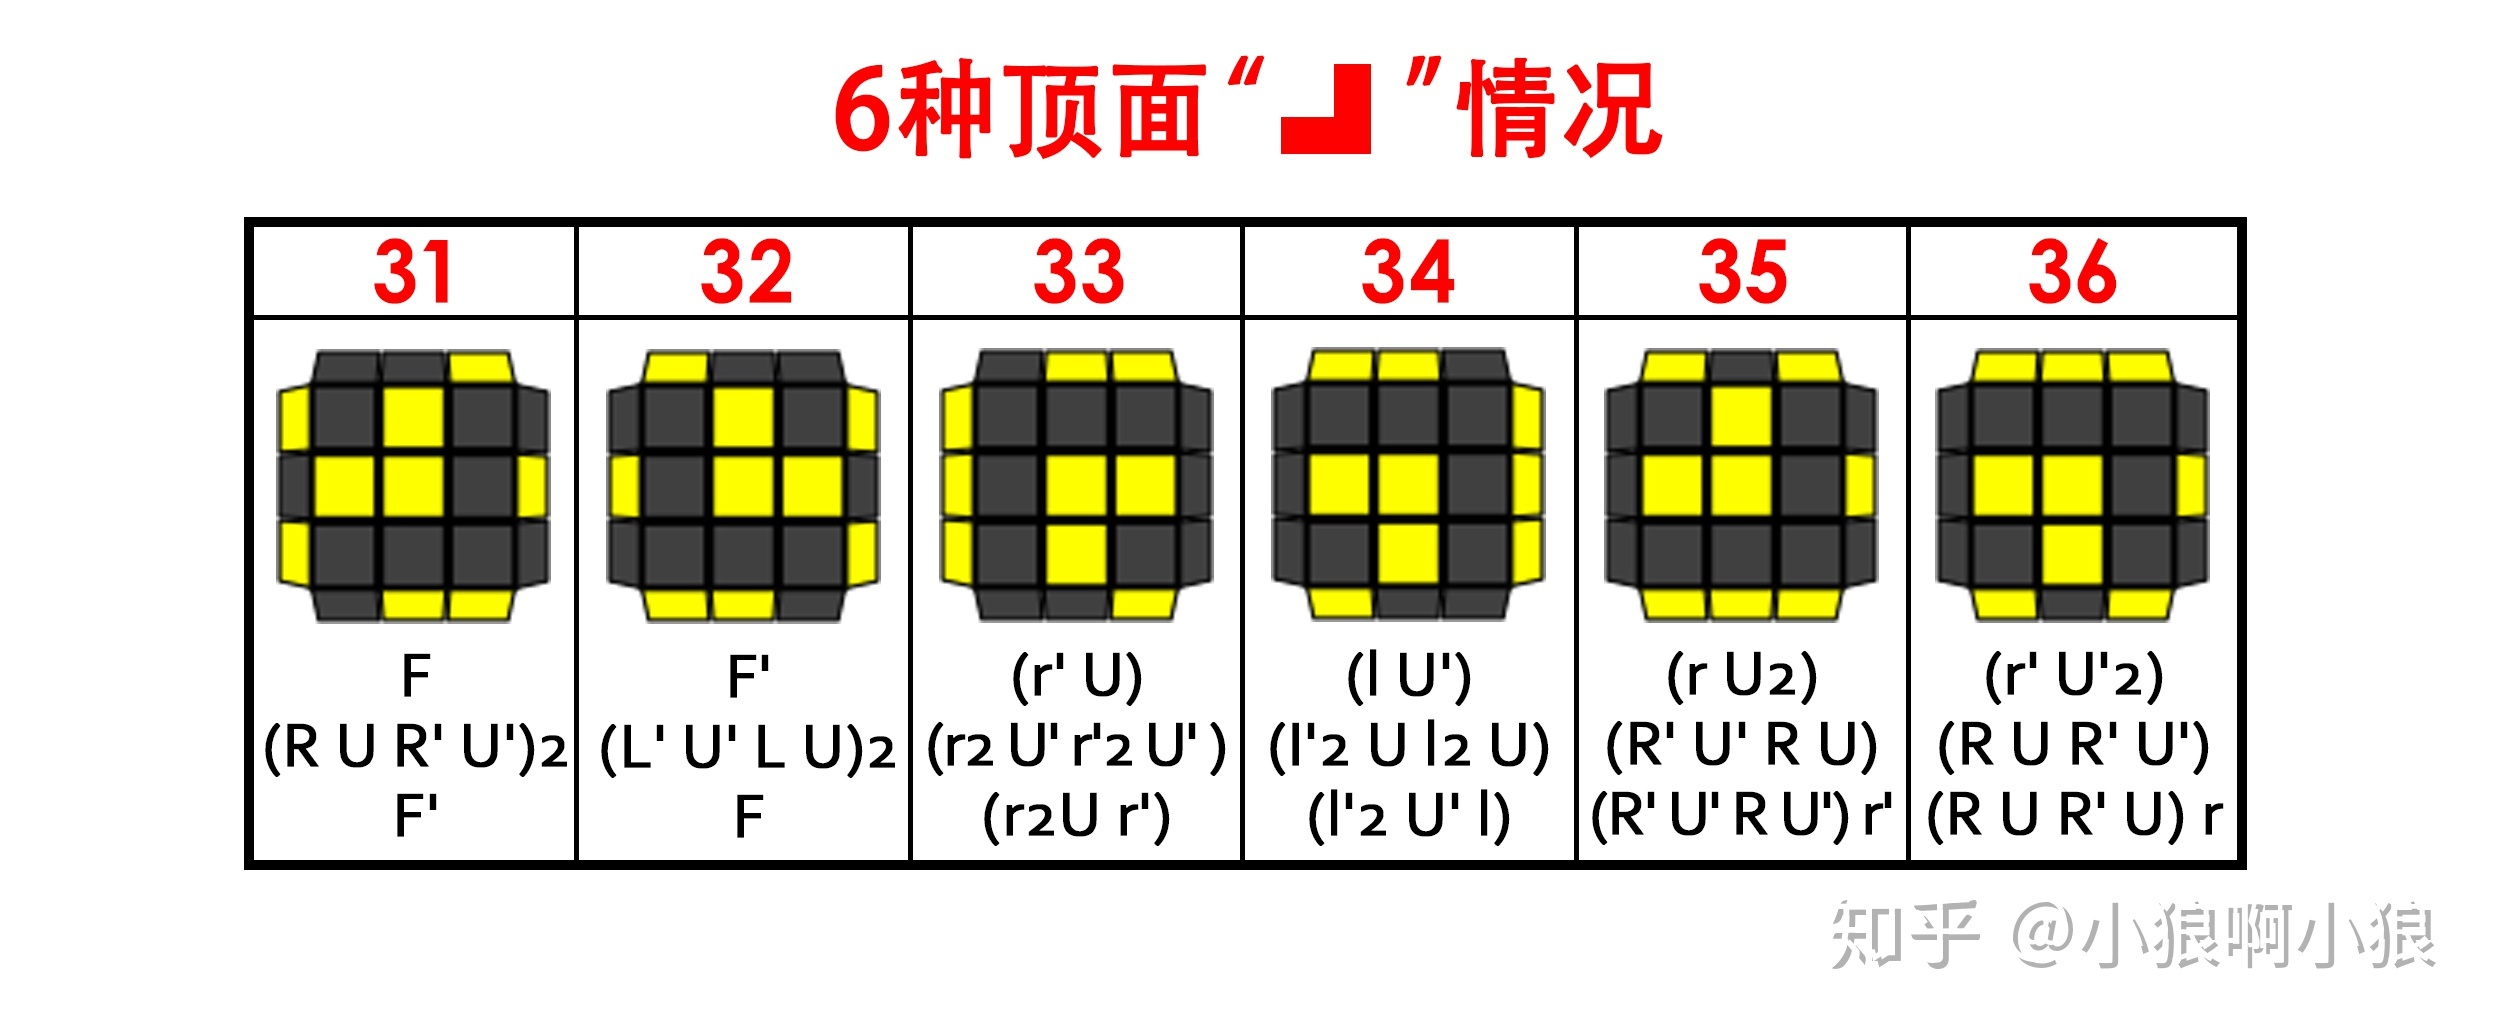 6种顶面“▟”情况
31 32 33 34 35 36
F F' (r' U) (l U') (r U2) (r' U'2)
(R U R' U')2 (L' U' L U)2 (r2 U' r'2 U' ) (l'2 U l2 U) (R' U' R U) (R U R' U')
F' F (r2U r') (l'2 U' l) (R' U' R U') r' (R U R' U) r
知乎 @小狼啊小狼